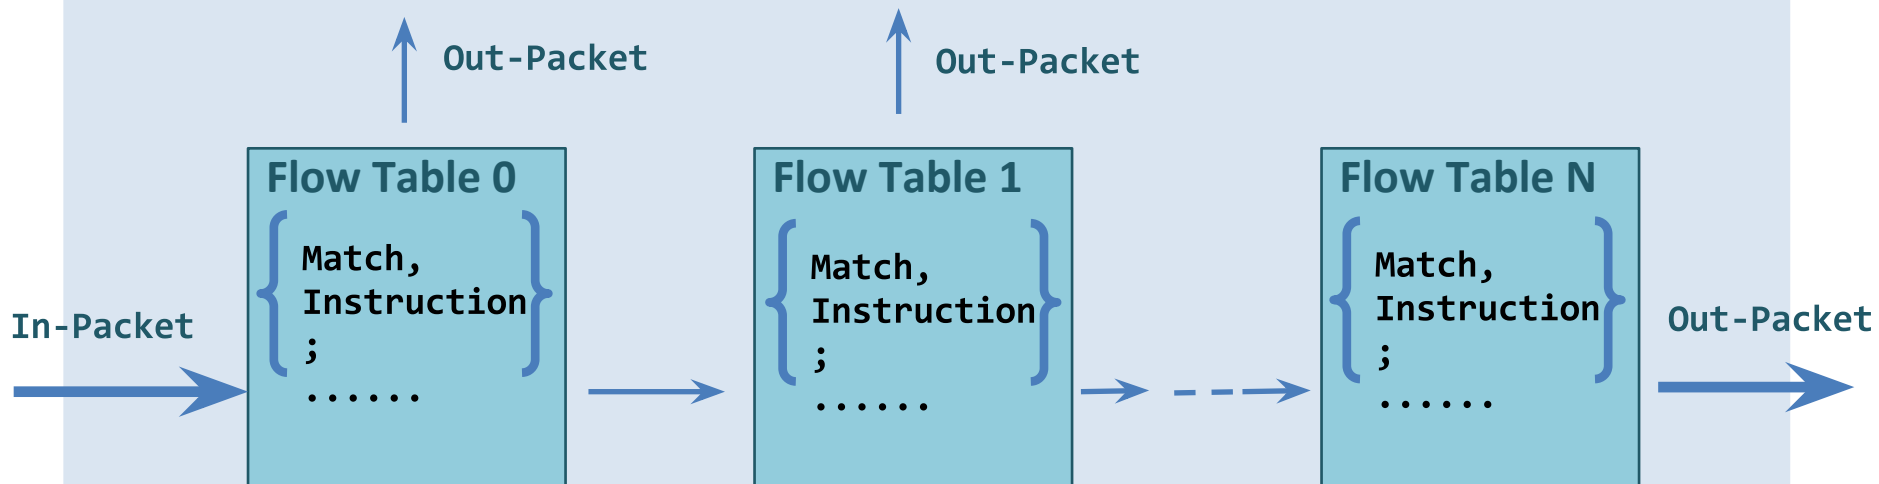 Out-Packet
Out-Packet
Flow Table 0
Match,
Instruction
;
......
Flow Table 1
Match,
Instruction
;
......
Flow Table N
Match,
Instruction
;
......
In-Packet
Out-Packet